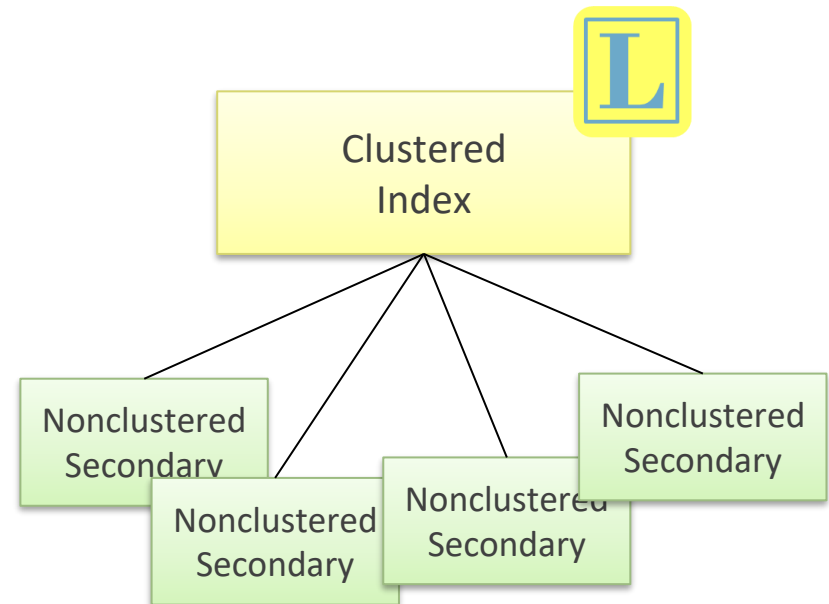 L
Clustered
Index
Nonclustered
Secondary
Nonclustered
Secondary
Nonclustered
Secondary
Nonclustered
Secondary